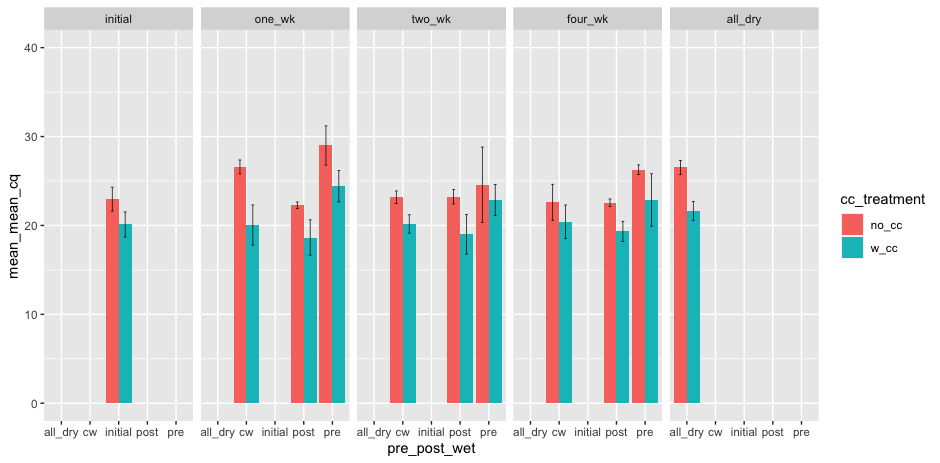 initial one_wk two_wk four_wk all_dry
40
30
20
10
0
mean_mean_cq
all_dry cw initial post pre all_dry cw initial post pre all_dry cw initial post pre all_dry cw initial post pre all_dry cw initial post pre
pre_post_wet
cc_treatment
no_cc
w_cc